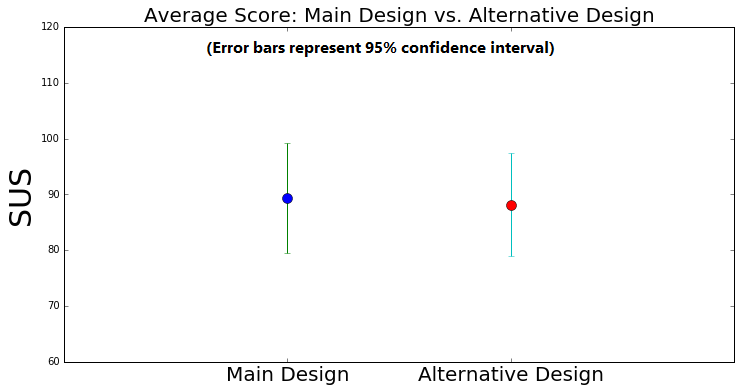 Average Score: Main Design vs. Alternative Design
(Error bars represent 95% confidence interval)
120
110
100
90
80
70
60
SUS
Main Design
Alternative Design